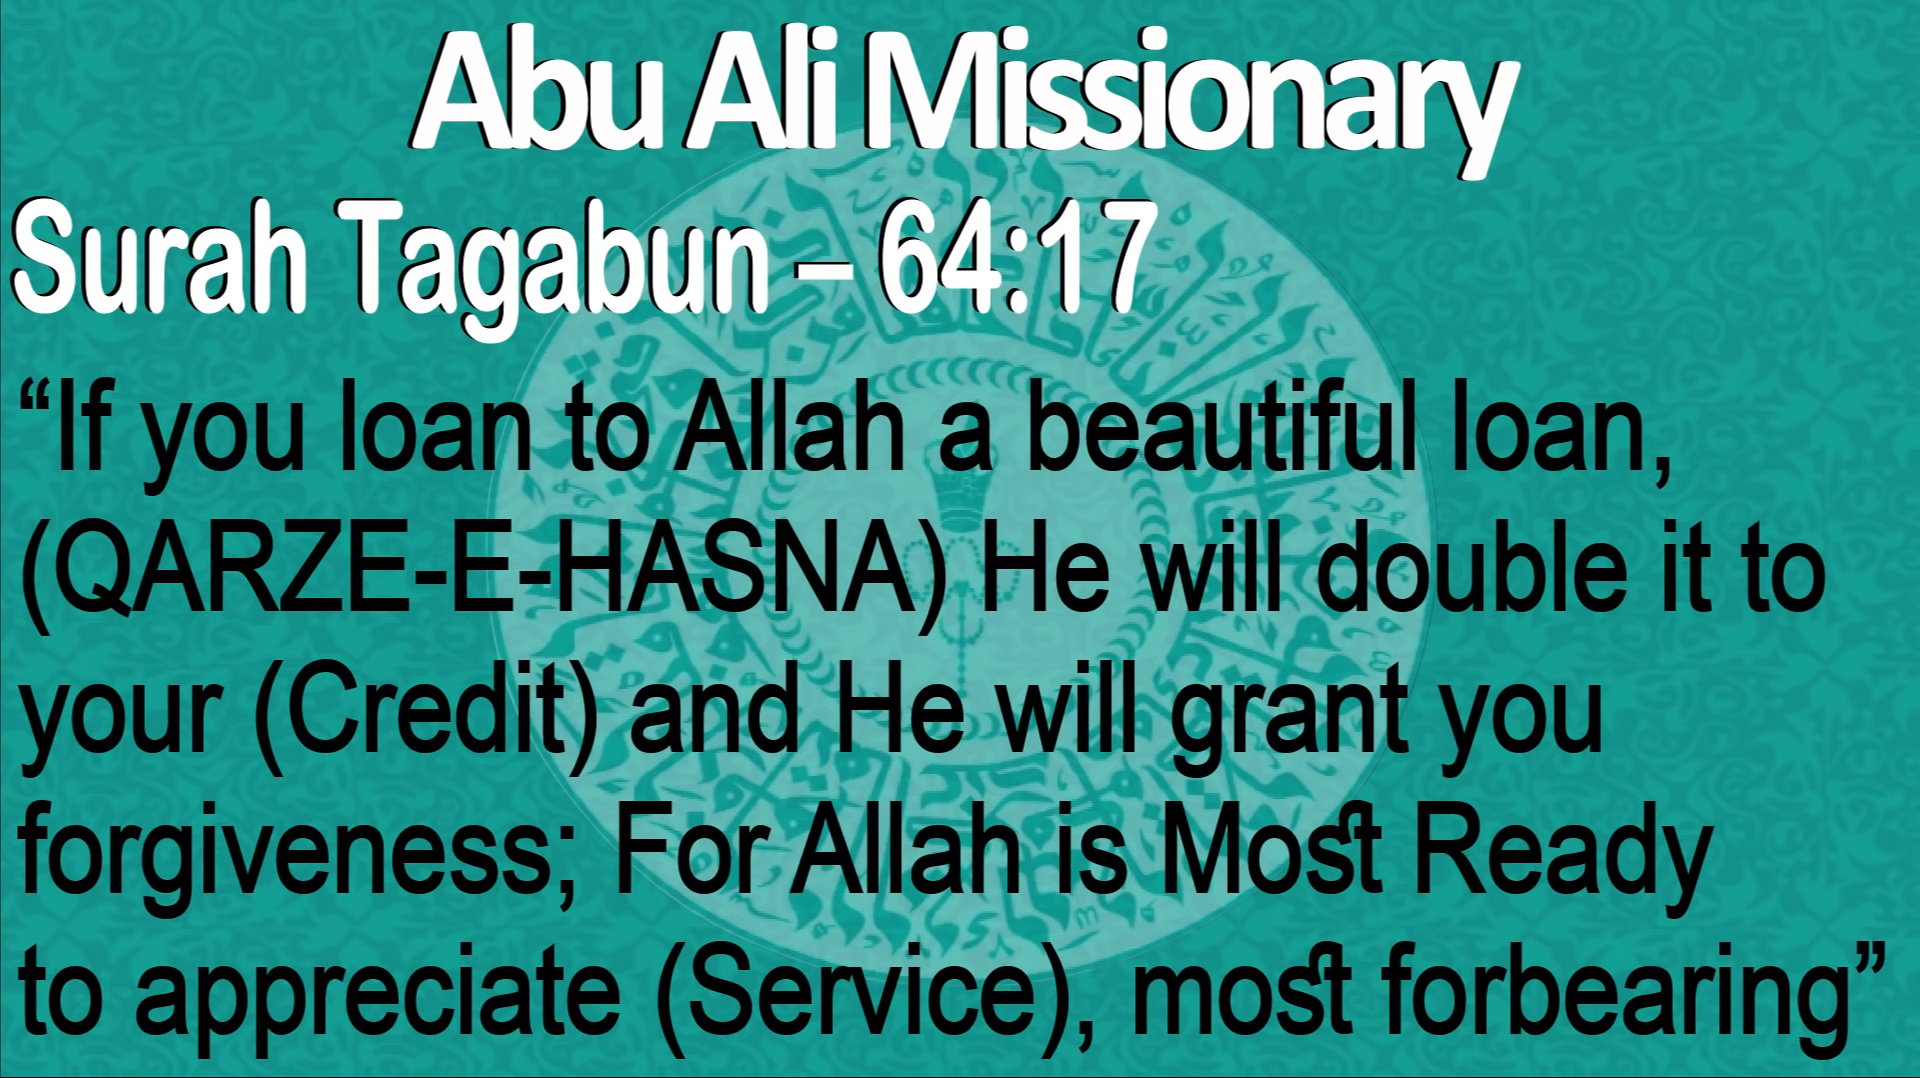 Abu Ali Missionary
Surah Tagabun – 64:17
“If you loan to Allah a beautiful loan,
(QARZE-E-HASNA) He will double it to
your (Credit) and He will grant you
forgiveness; For Allah is Most Ready
to appreciate (Service), most forbearing”